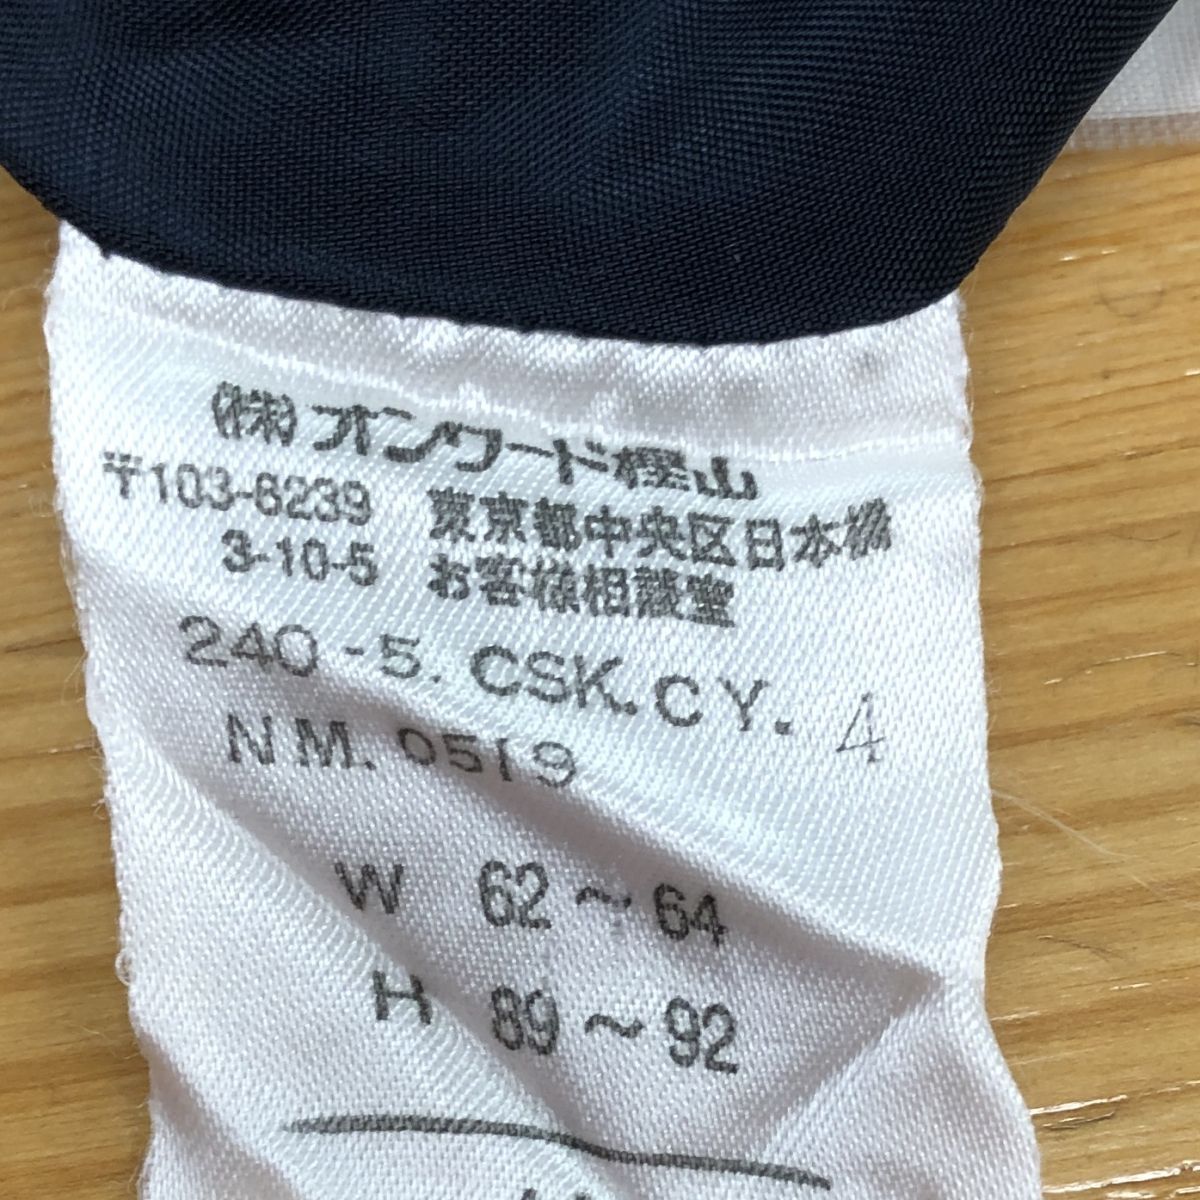 (株)オンワード樫山
〒103-6239 東京都中央区日本橋
3-10-5 お客様相談室
240-5. CSK.CY. 4
NM. 0519
W 62～64
H 89～92